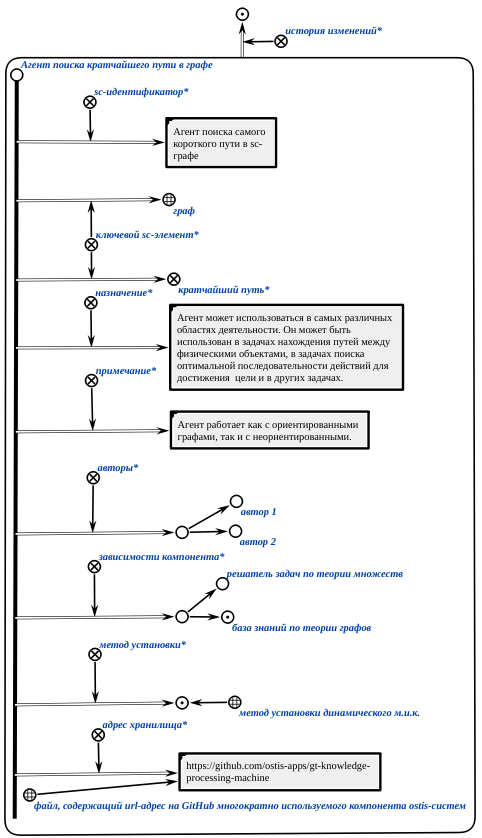 история изменений*
Агент поиска кратчайшего пути в графе
sc-идентификатор*
Агент поиска самого
короткого пути в sc-
графе
граф
ключевой sc-элемент*
кратчайший путь*
назначение*
Агент может использоваться в самых различных
областях деятельности. Он может быть
использован в задачах нахождения путей между
физическими объектами, в задачах поиска
оптимальной последовательности действий для
достижения цели и в других задачах.
примечание*
Агент работает как с ориентированными
графами, так и с неориентированными.
авторы*
автор 1
автор 2
зависимости компонента*
решатель задач по теории множеств
база знаний по теории графов
метод установки*
метод установки динамического м.и.к.
адрес хранилища*
https://github.com/ostis-apps/gt-knowledge-
processing-machine
файл, содержащий url-адрес на GitHub многократно используемого компонента ostis-систем